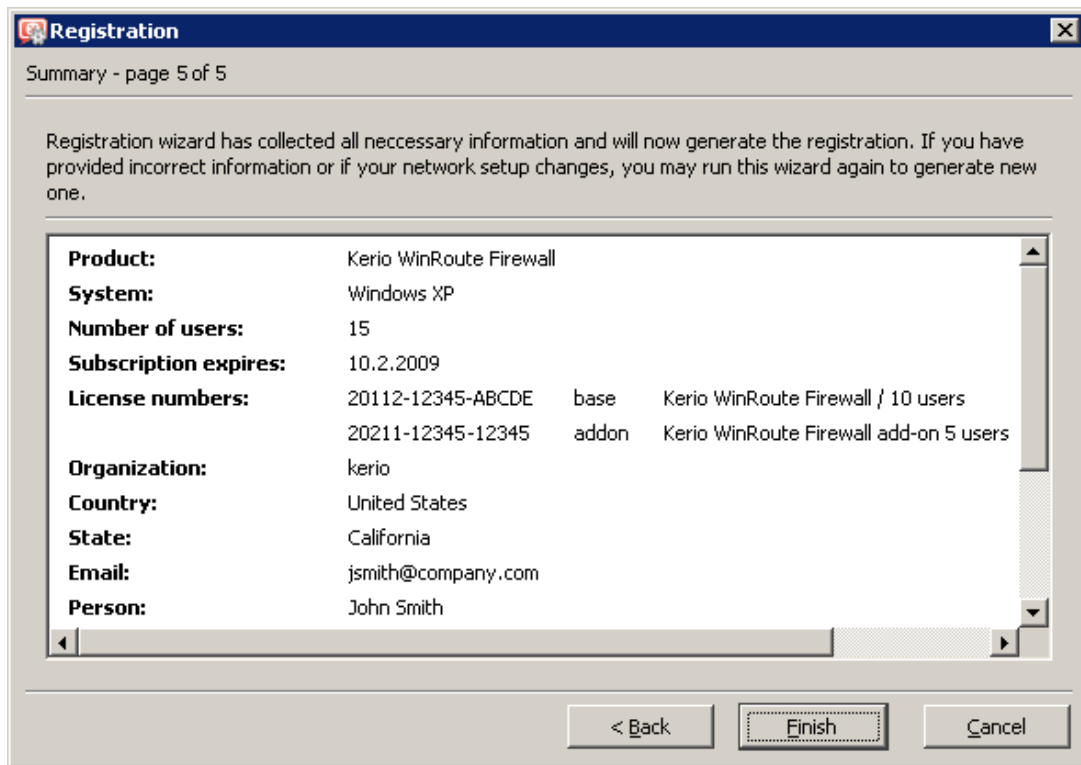 Registration
Summary - page 5 of 5
Registration wizard has collected all neccessary information and will now generate the registration. If you have
provided incorrect information or if your network setup changes, you may run this wizard again to generate new
one.
Product: Kerio WinRoute Firewall
System: Windows XP
Number of users: 15
Subscription expires: 10.2.2009
License numbers: 20112-12345-ABCDE base Kerio WinRoute Firewall / 10 users
20211-12345-12345 addon Kerio WinRoute Firewall add-on 5 users
Organization: kerio
Country: United States
State: California
Email: jsmith@company.com
Person: John Smith
< Back Finish Cancel